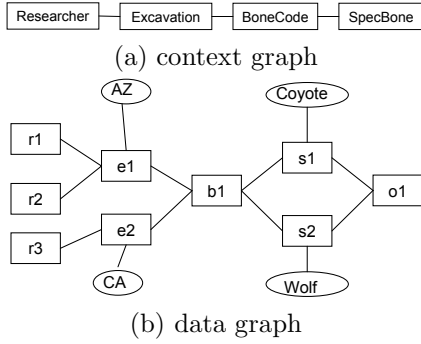 Researcher Excavation BoneCode SpecBone
(a) context graph
AZ Coyote
r1
e1 s1
r2 b1 o1
r3 e2 s2
CA Wolf
(b) data graph